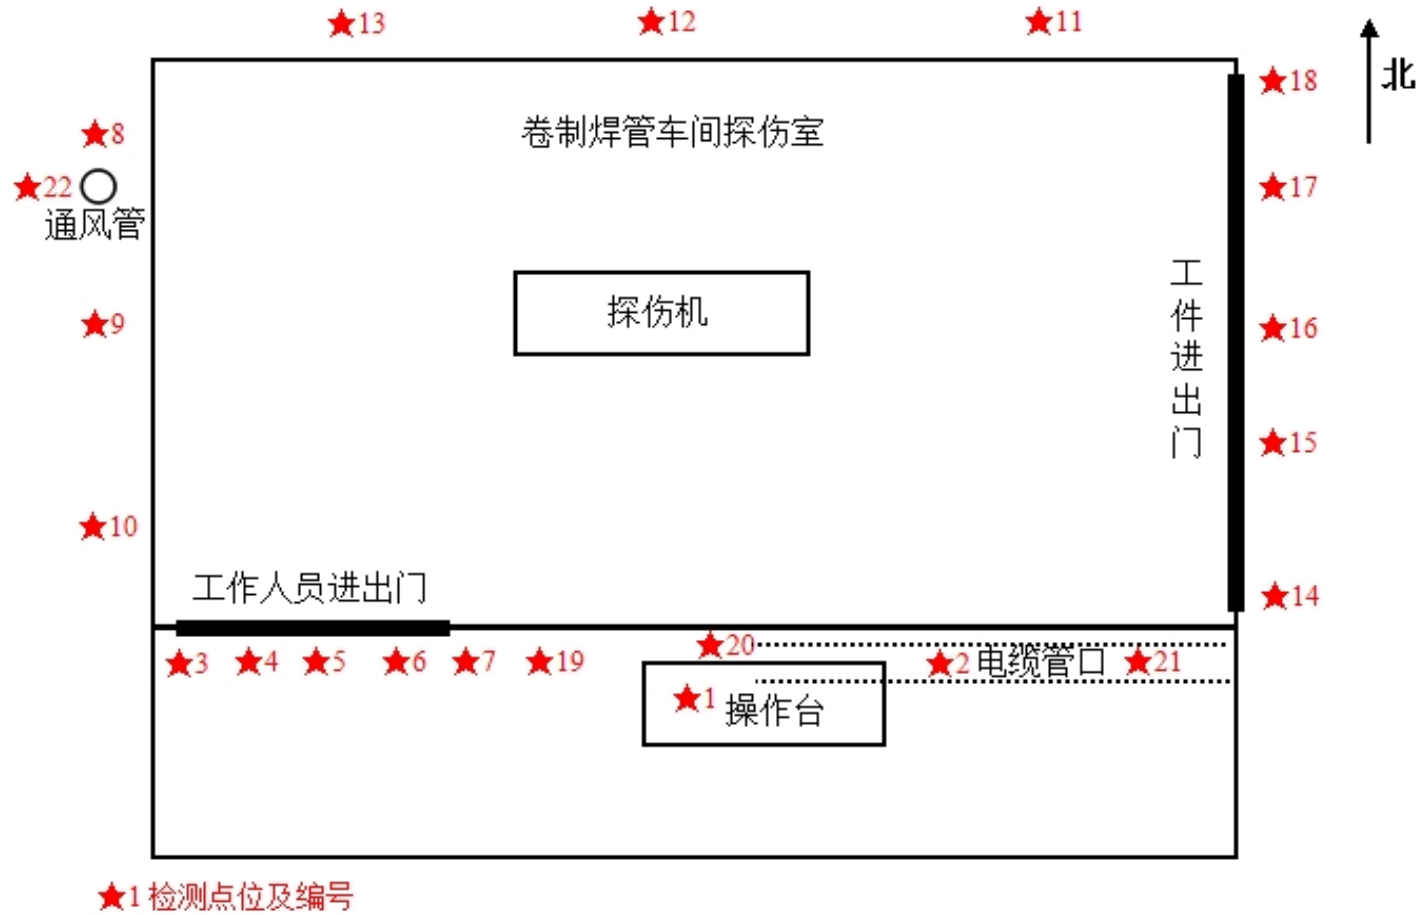 ★13 ★12 ★11
★18
北
★8
卷制焊管车间探伤室
★22
★17
通风管
探伤机
工件进出门
★9
★16
★15
★10
工作人员进出门
★14
★3 ★4 ★5 ★6 ★7 ★19 ★20 ★2 电缆管口 ★21
★1 操作台
★1 检测点位及编号